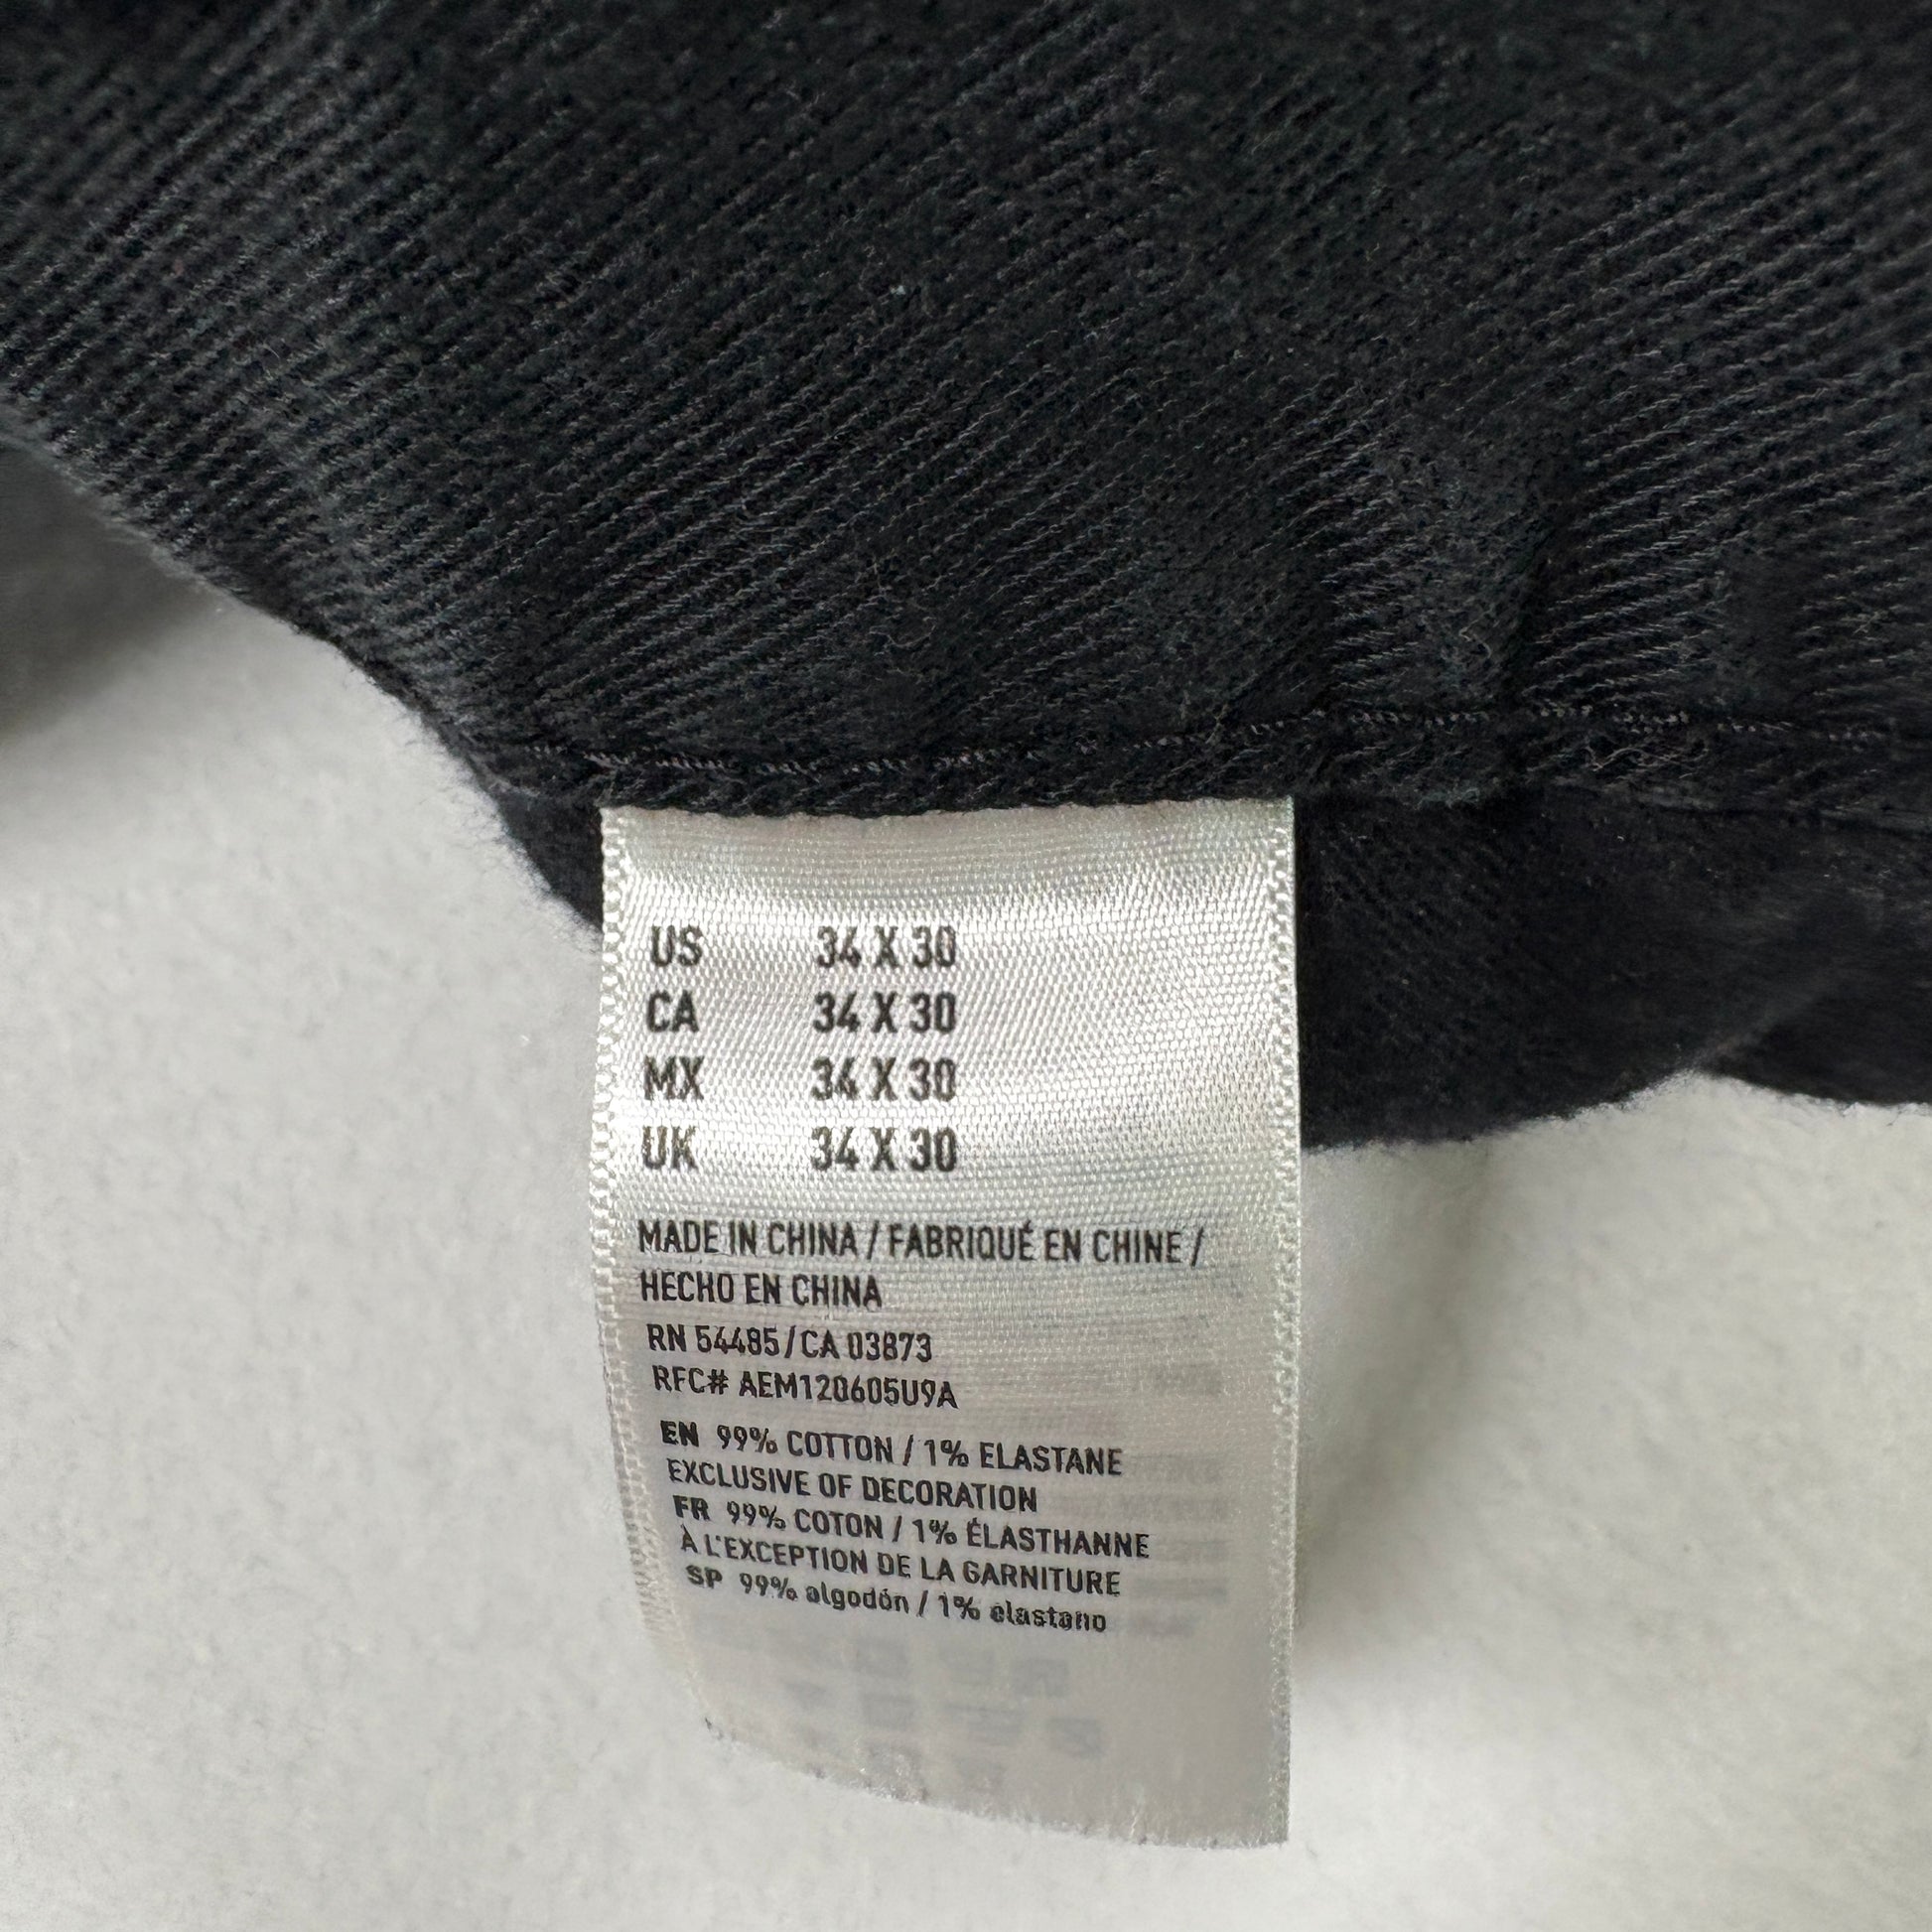 US 34 X 30
CA 34 X 30
MX 34 X 30
UK 34 X 30
MADE IN CHINA / FABRIQUÉ EN CHINE /
HECHO EN CHINA
RN 54485/CA 03873
RFC# AEM120605U9A
EN 99% COTTON / 1% ELASTANE
EXCLUSIVE OF DECORATION
FR 99% COTON / 1% ÉLASTHANNE
À L'EXCEPTION DE LA GARNITURE
SP 99% algodón / 1% elastano